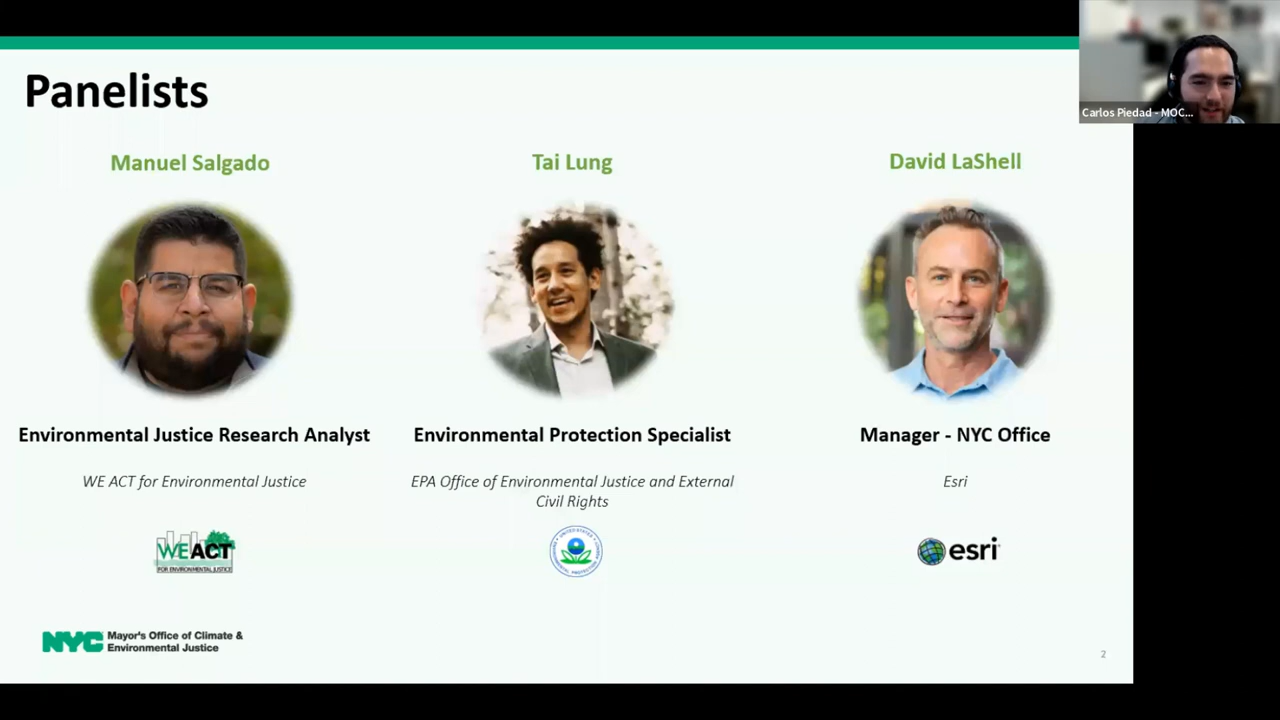 Panelists
Carlos Piedad - MOC...
Manuel Salgado
Tai Lung
David LaShell
Environmental Justice Research Analyst
Environmental Protection Specialist
Manager - NYC Office
WE ACT for Environmental Justice
EPA Office of Environmental Justice and External
Civil Rights
Esri
WE ACT
FOR ENVIRONMENTAL JUSTICE
esri
NYC
Mayor's Office of Climate &
Environmental Justice
2